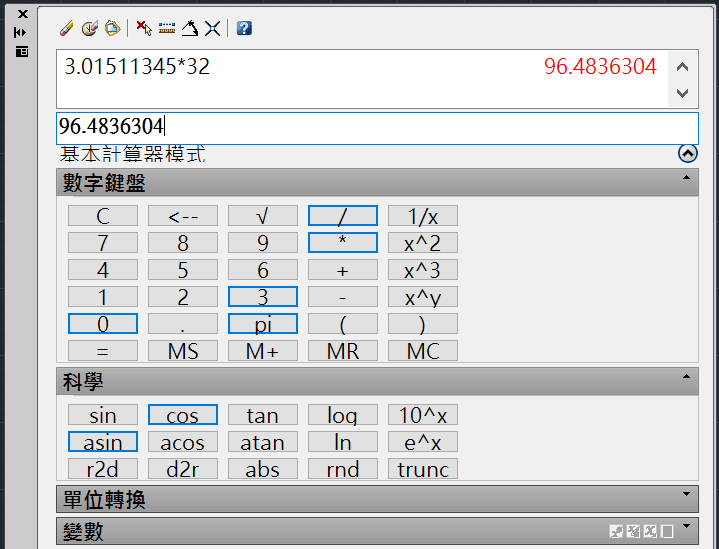 3.01511345*32 96.4836304
96.4836304
基本計算器模式
數字鍵盤
C <-- √ / 1/x
7 8 9 * x^2
4 5 6 + x^3
1 2 3 - x^y
0 . pi ( )
= MS M+ MR MC
科學
sin cos tan log 10^x
asin acos atan ln e^x
r2d d2r abs rnd trunc
單位轉換
變數